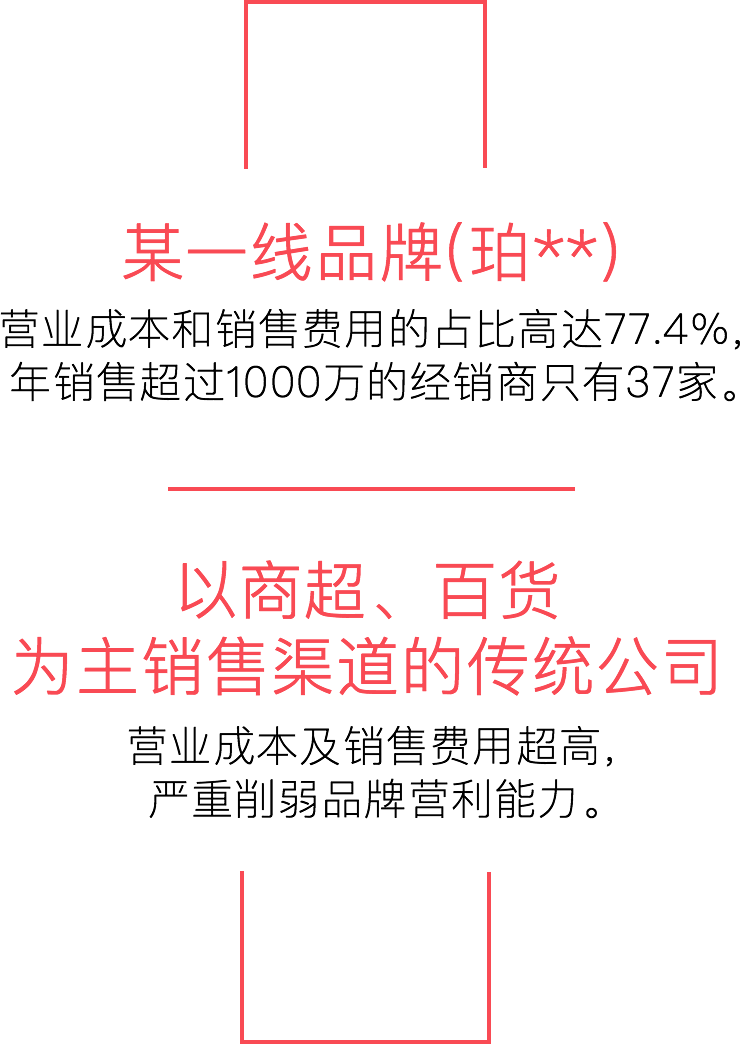 某一线品牌(珀**)
营业成本和销售费用的占比高达77.4%,
年销售超过1000万的经销商只有37家。
以商超、百货
为主销售渠道的传统公司
营业成本及销售费用超高,
严重削弱品牌营利能力。